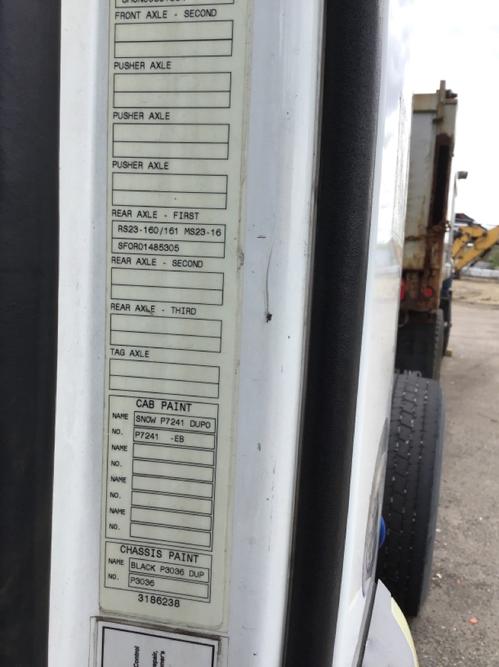 FRONT AXLE - SECOND
PUSHER AXLE
PUSHER AXLE
PUSHER AXLE
REAR AXLE - FIRST
RS23-160/161 MS23-16
SFOR01485305
REAR AXLE - SECOND
REAR AXLE - THIRD
TAG AXLE
CAB PAINT
NAME SNOW P7241 DUPO
NO. P7241 -EB
NAME
NO.
NAME
NO.
NAME
NO.
CHASSIS PAINT
NAME BLACK P3036 DUP
NO. P3036
3186238
Control